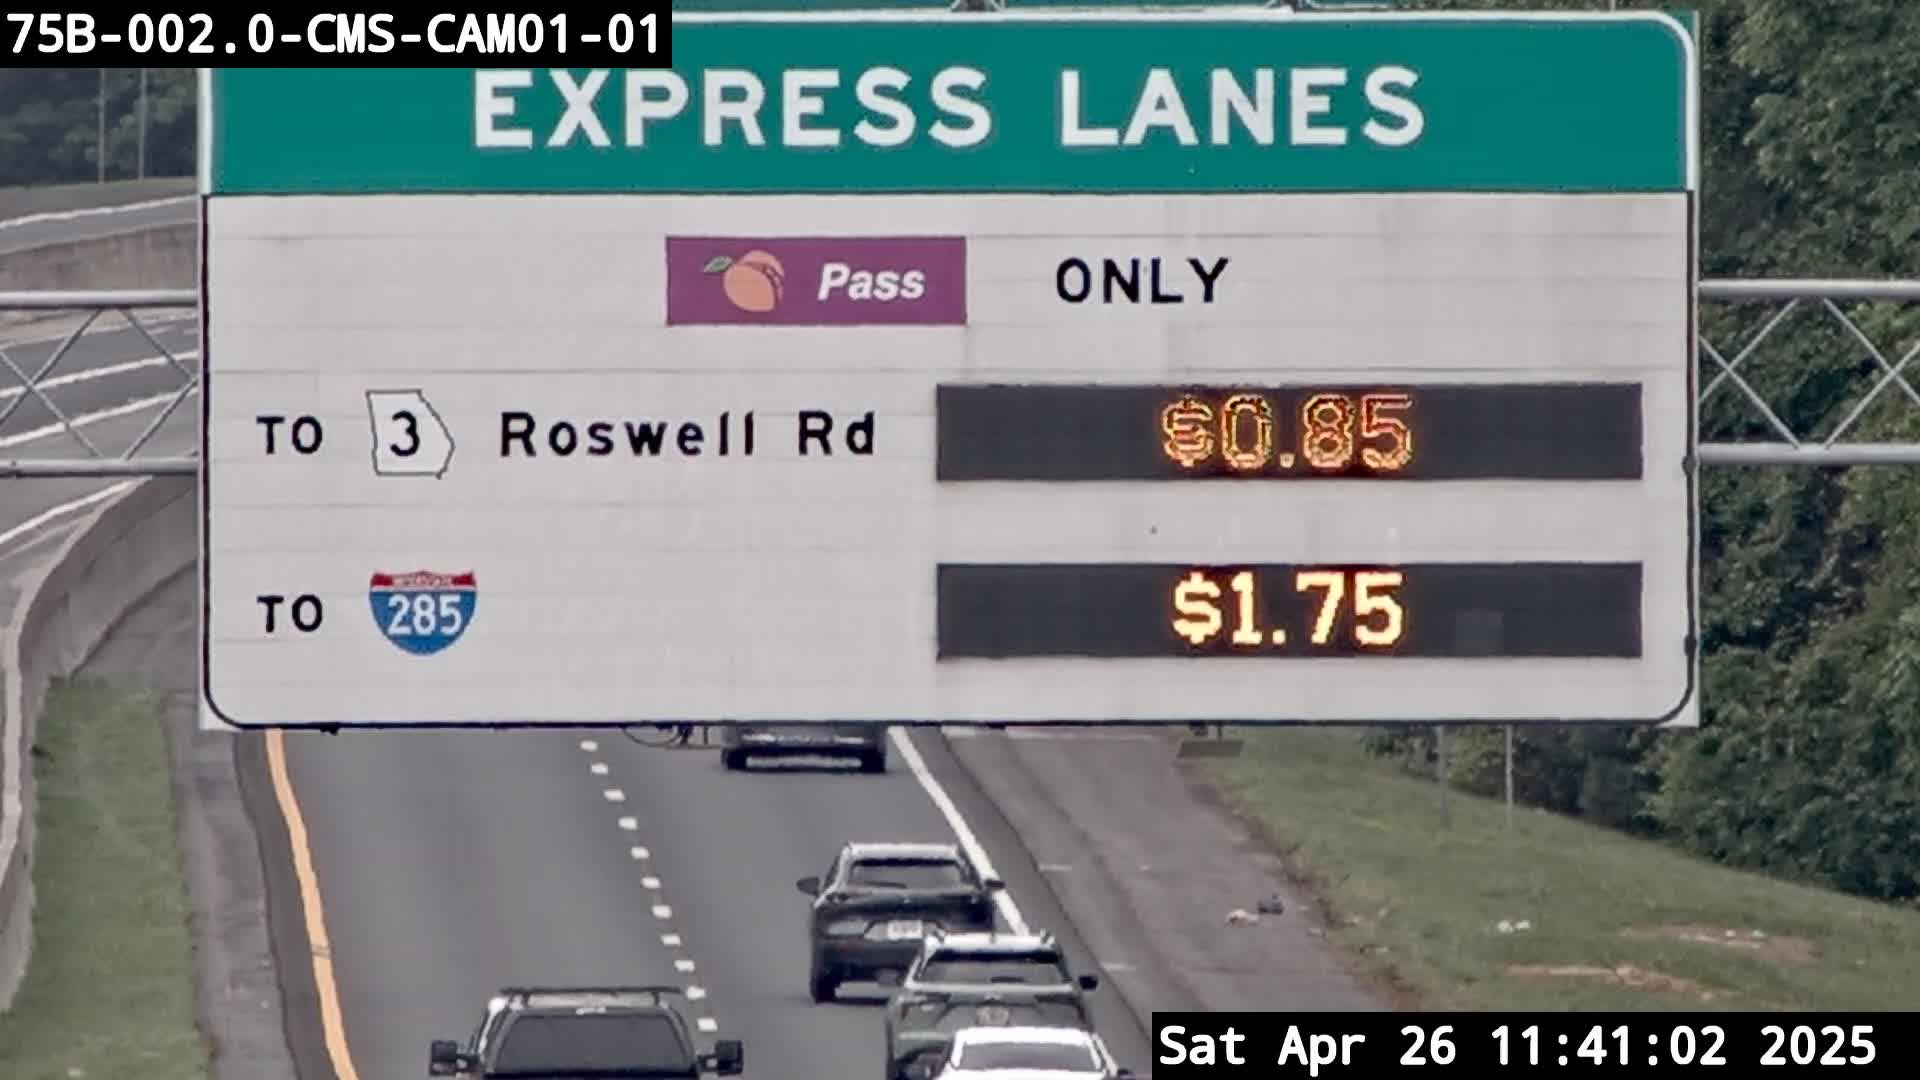 75B-002.0-CMS-CAM01-01
EXPRESS LANES
Pass ONLY
TO 3 Roswell Rd $0.85
TO INTERSTATE 285 $1.75
Sat Apr 26 11:41:02 2025